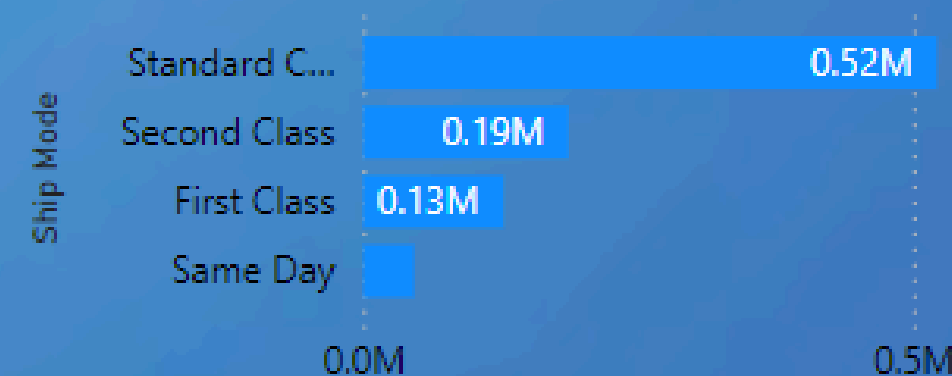 Ship Mode
Standard C... 0.52M
Second Class 0.19M
First Class 0.13M
Same Day
0.0M 0.5M